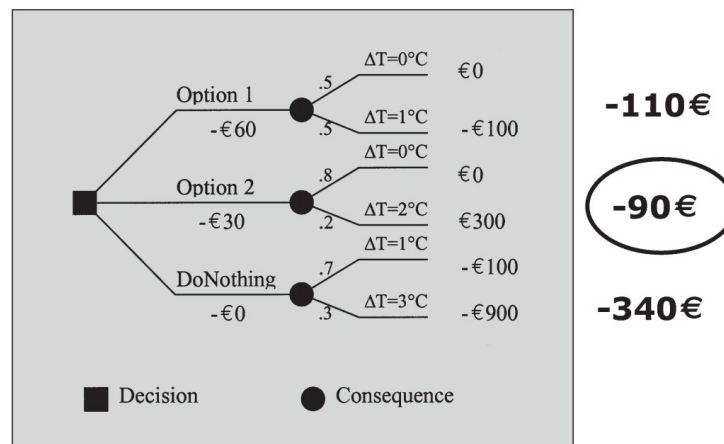 ΔT=0°C
.5
€0
Option 1
-110€
-€60
.5
ΔT=1°C
-€100
ΔT=0°C
.8
€0
Option 2
-90€
-€30
.2
ΔT=2°C
€300
ΔT=1°C
.7
-€100
DoNothing
-340€
-€0
.3
ΔT=3°C
-€900
Decision
Consequence